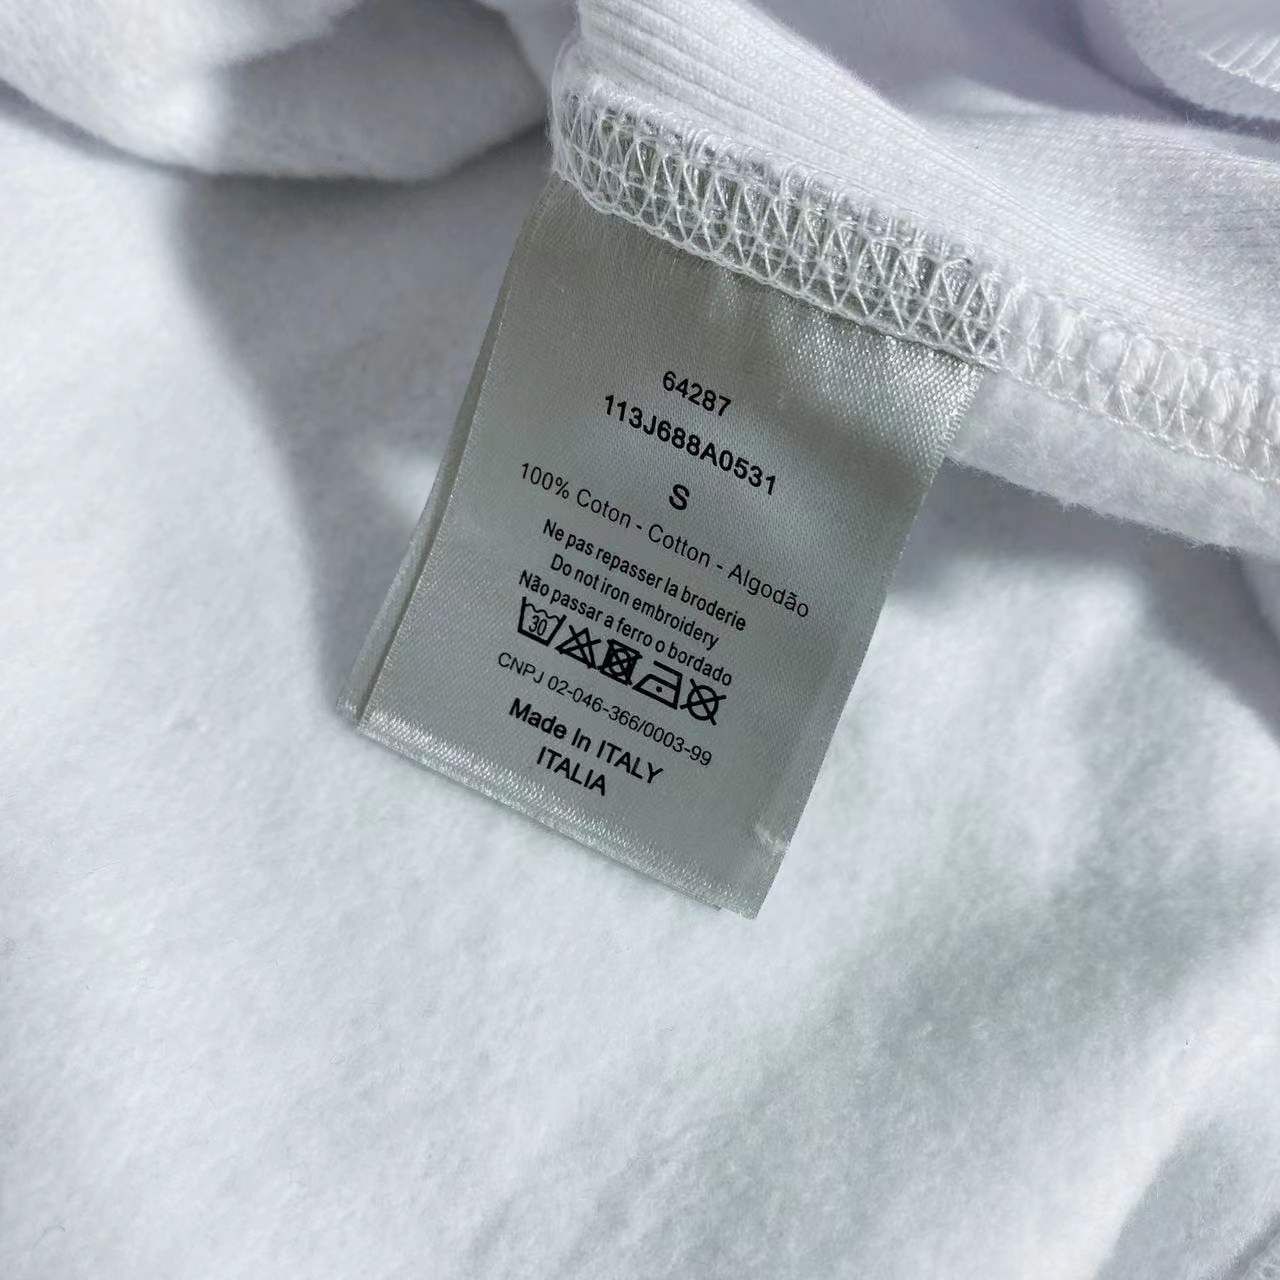 64287
113J688A0531
S
100% Coton - Cotton - Algodão
Ne pas repasser la broderie
Do not iron embroidery
Não passar a ferro o bordado
30
CNPJ 02-046-366/0003-99
Made In ITALY
ITALIA